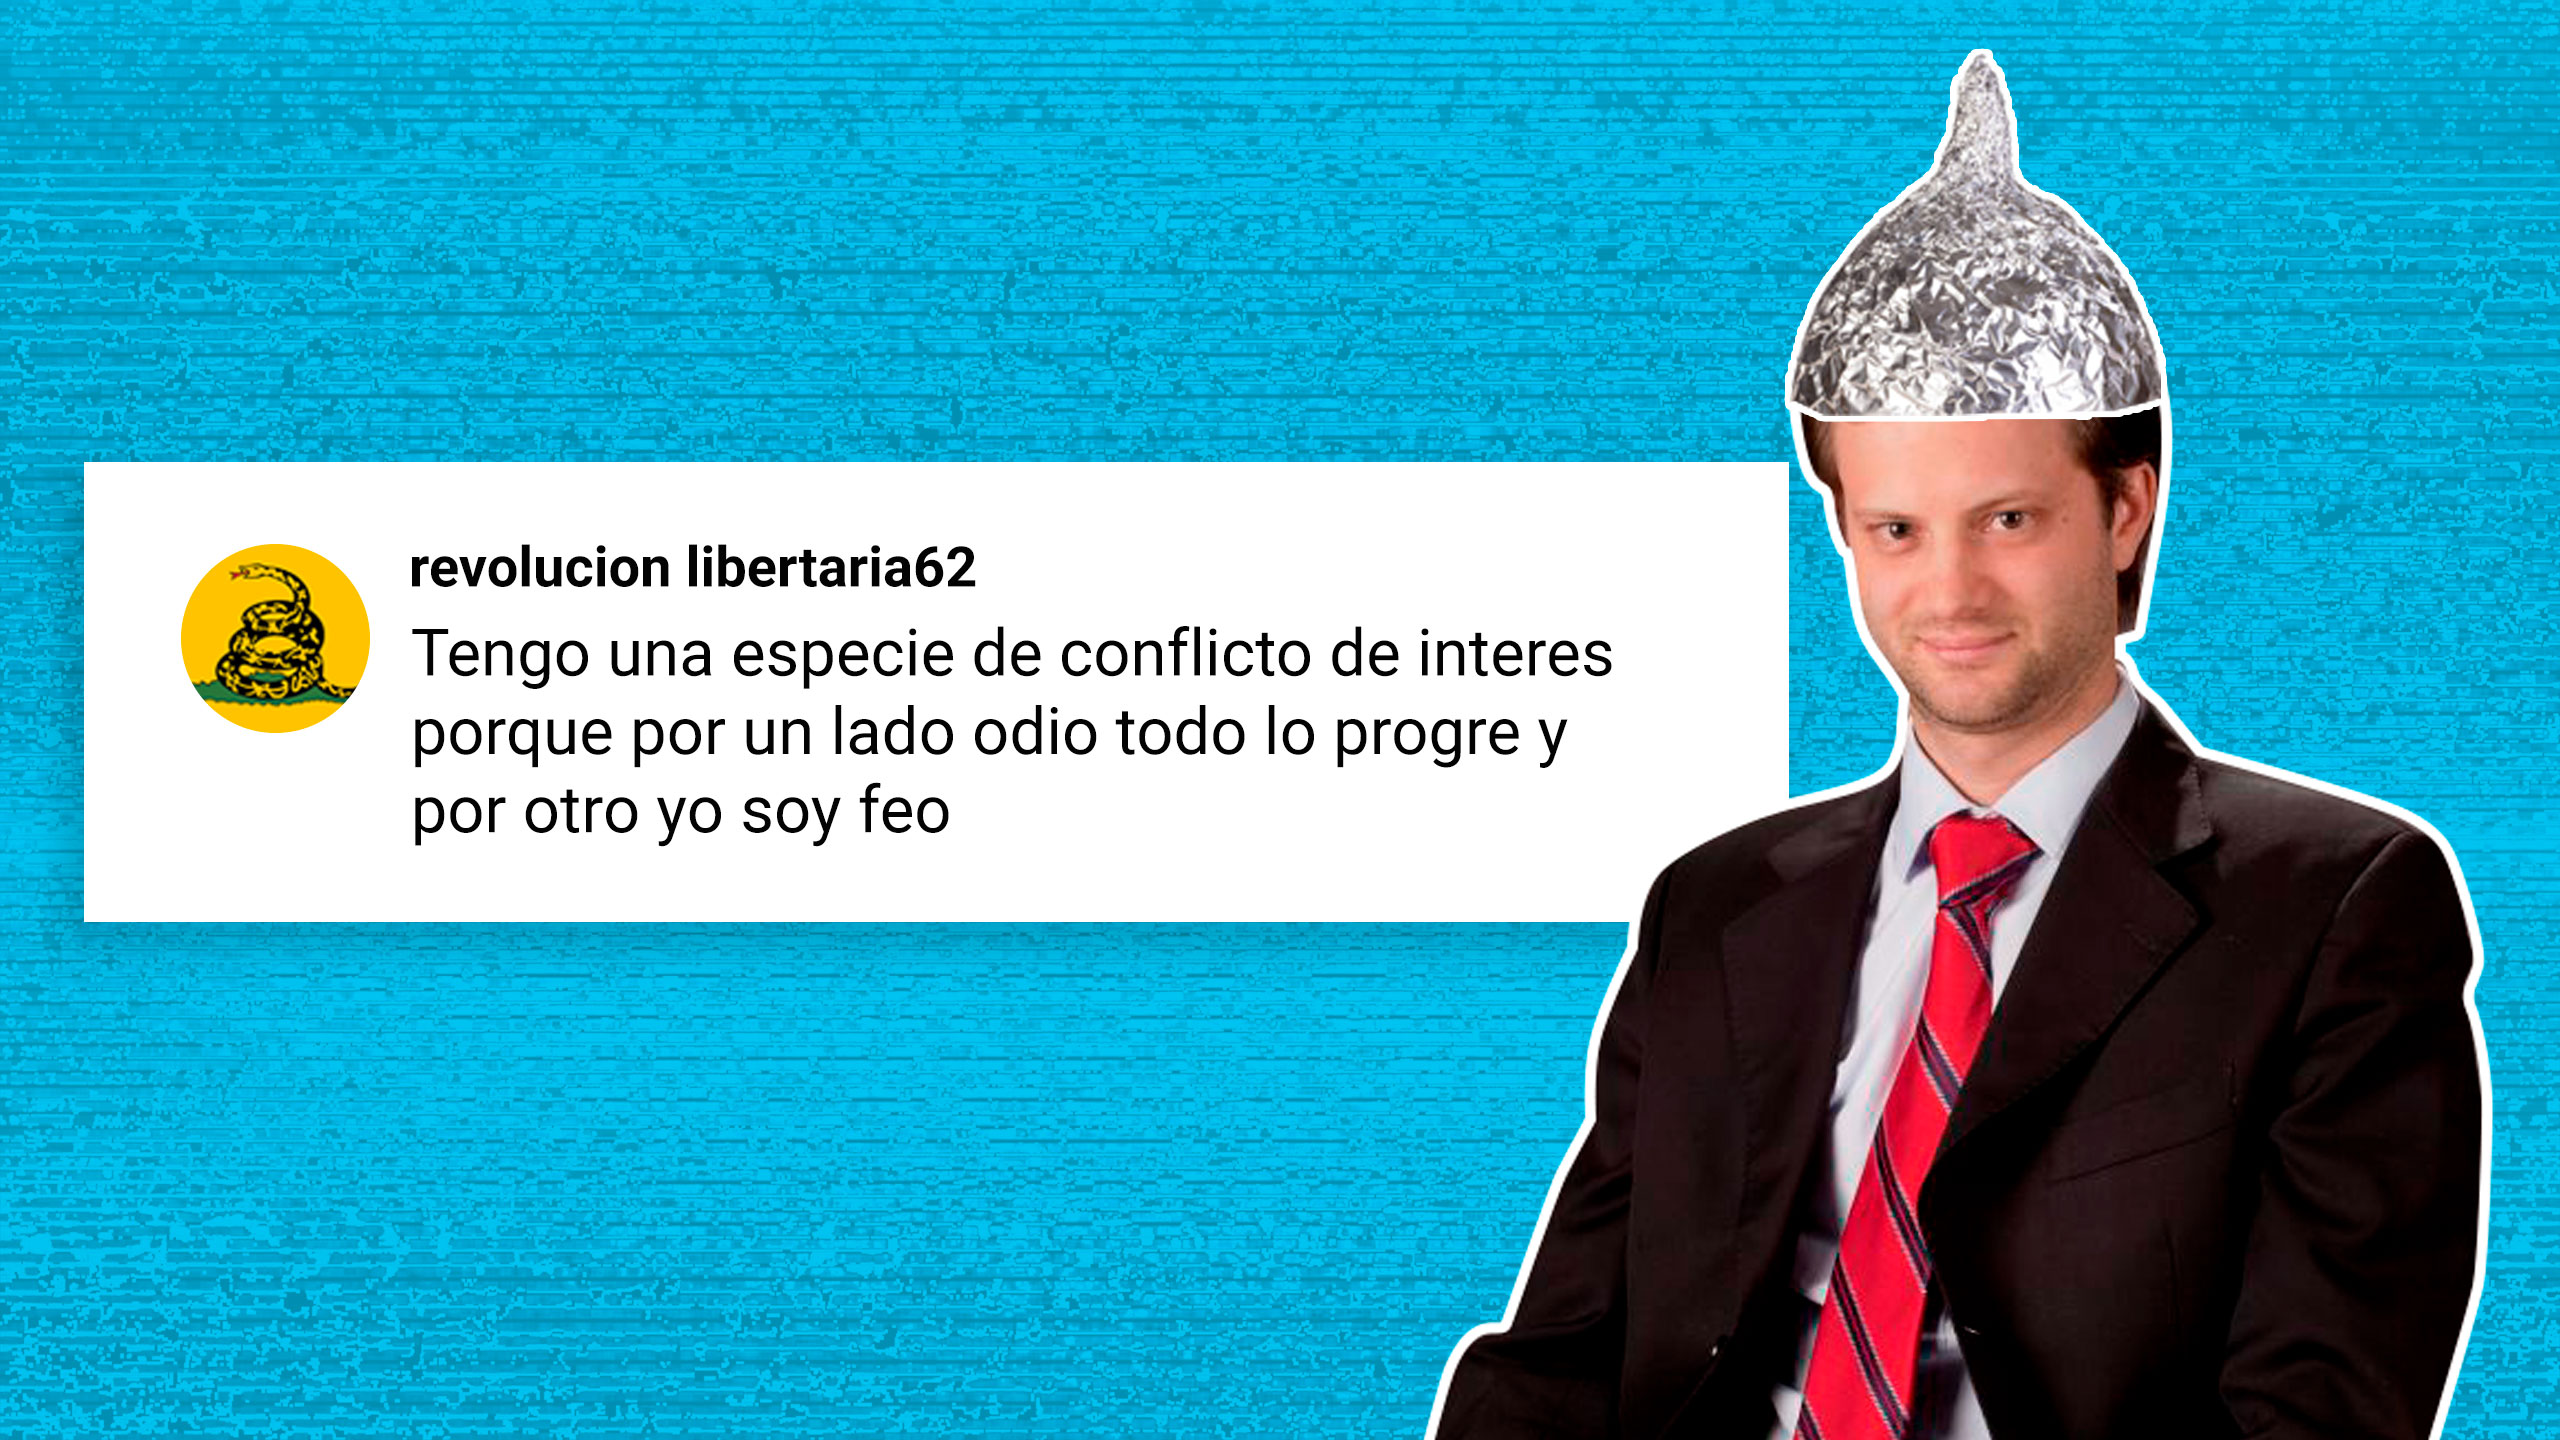 revolucion libertaria62
Tengo una especie de conflicto de interes
porque por un lado odio todo lo progre y
por otro yo soy feo